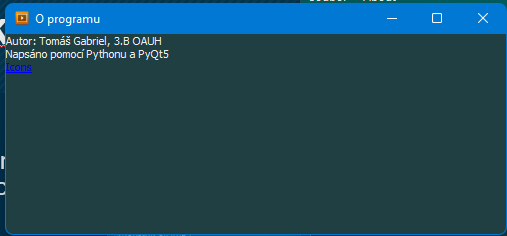 O programu
Autor: Tomáš Gabriel, 3.B OAUH
Napsáno pomocí Pythonu a PyQt5
Icons